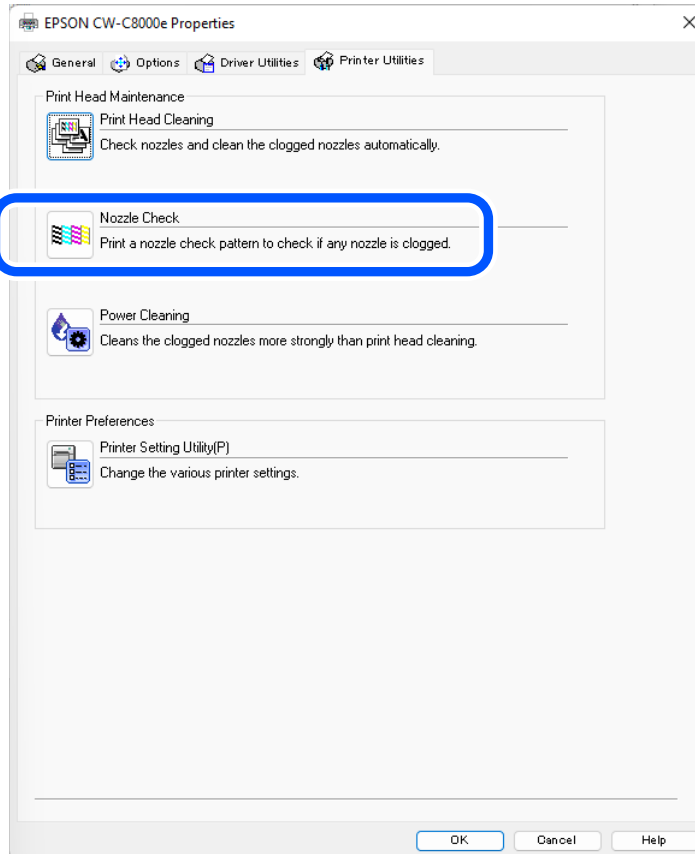 EPSON CW-C8000e Properties
General Options Driver Utilities Printer Utilities
Print Head Maintenance
Print Head Cleaning
Check nozzles and clean the clogged nozzles automatically.
Nozzle Check
Print a nozzle check pattern to check if any nozzle is clogged.
Power Cleaning
Cleans the clogged nozzles more strongly than print head cleaning.
Printer Preferences
Printer Setting Utility(P)
Change the various printer settings.
OK Cancel Help